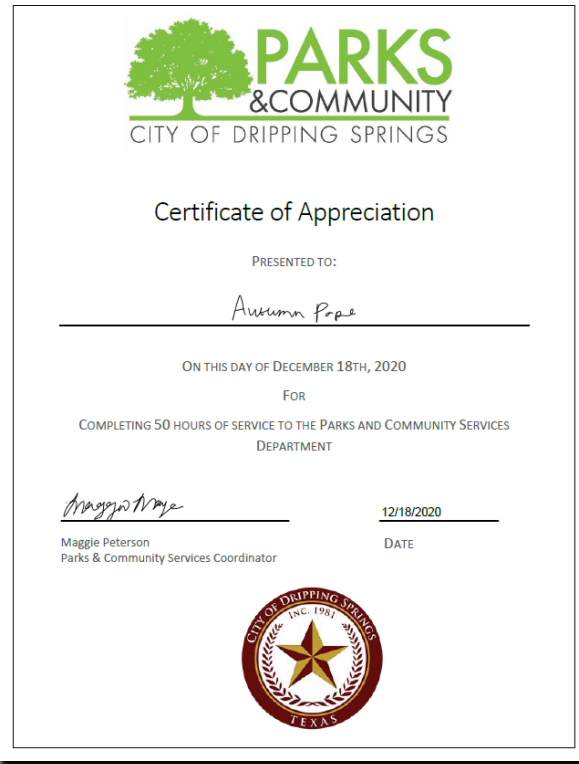 PARKS
&COMMUNITY
CITY OF DRIPPING SPRINGS
Certificate of Appreciation
PRESENTED TO:
Autumn Pape
ON THIS DAY OF DECEMBER 18TH, 2020
FOR
COMPLETING 50 HOURS OF SERVICE TO THE PARKS AND COMMUNITY SERVICES
DEPARTMENT
12/18/2020
Maggie Peterson
DATE
Parks & Community Services Coordinator
CITY OF DRIPPING SPRINGS
INC. 1981
TEXAS